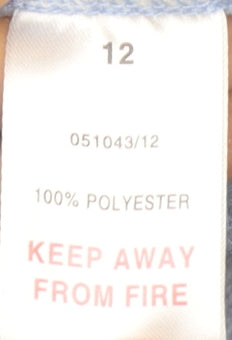 12
051043/12
100% POLYESTER
KEEP AWAY
FROM FIRE